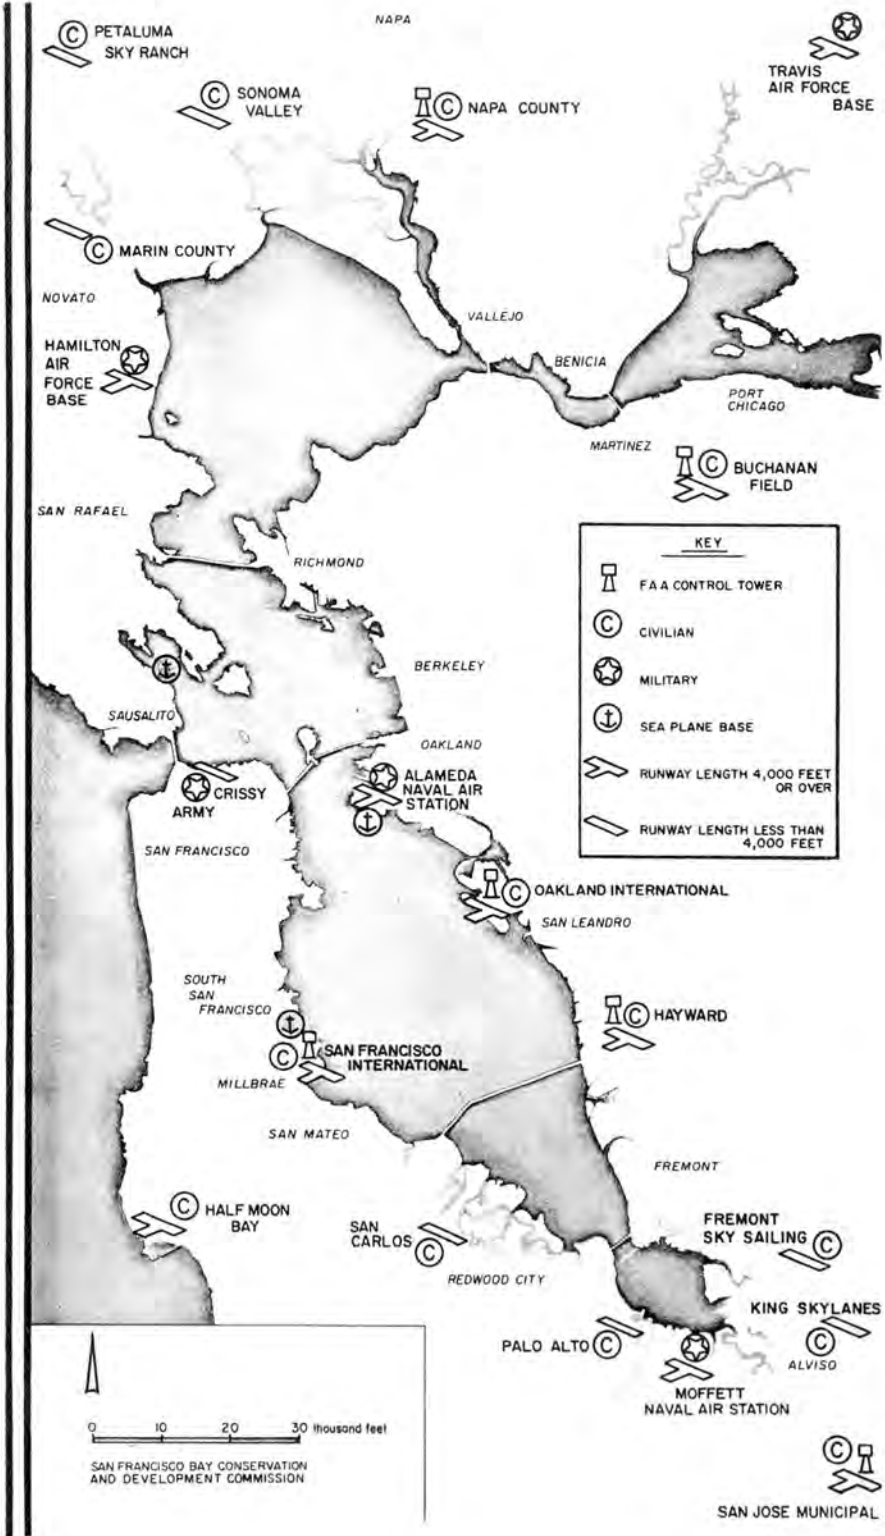 NAPA
PETALUMA
SKY RANCH
TRAVIS
AIR FORCE
BASE
SONOMA
VALLEY
NAPA COUNTY
MARIN COUNTY
NOVATO
VALLEJO
HAMILTON
AIR
FORCE
BASE
BENICIA
PORT
CHICAGO
MARTINEZ
BUCHANAN
FIELD
SAN RAFAEL
RICHMOND
KEY
FAA CONTROL TOWER
C CIVILIAN
MILITARY
SEA PLANE BASE
RUNWAY LENGTH 4,000 FEET
OR OVER
RUNWAY LENGTH LESS THAN
4,000 FEET
BERKELEY
SAUSALITO
OAKLAND
ALAMEDA
NAVAL AIR
STATION
CRISSY
ARMY
SAN FRANCISCO
OAKLAND INTERNATIONAL
SAN LEANDRO
SOUTH
SAN
FRANCISCO
HAYWARD
SAN FRANCISCO
INTERNATIONAL
MILLBRAE
SAN MATEO
FREMONT
HALF MOON
BAY
SAN
CARLOS
REDWOOD CITY
FREMONT
SKY SAILING
KING SKYLANES
PALO ALTO
ALVISO
MOFFETT
NAVAL AIR STATION
0 10 20 30 thousand feet
SAN FRANCISCO BAY CONSERVATION
AND DEVELOPMENT COMMISSION
SAN JOSE MUNICIPAL